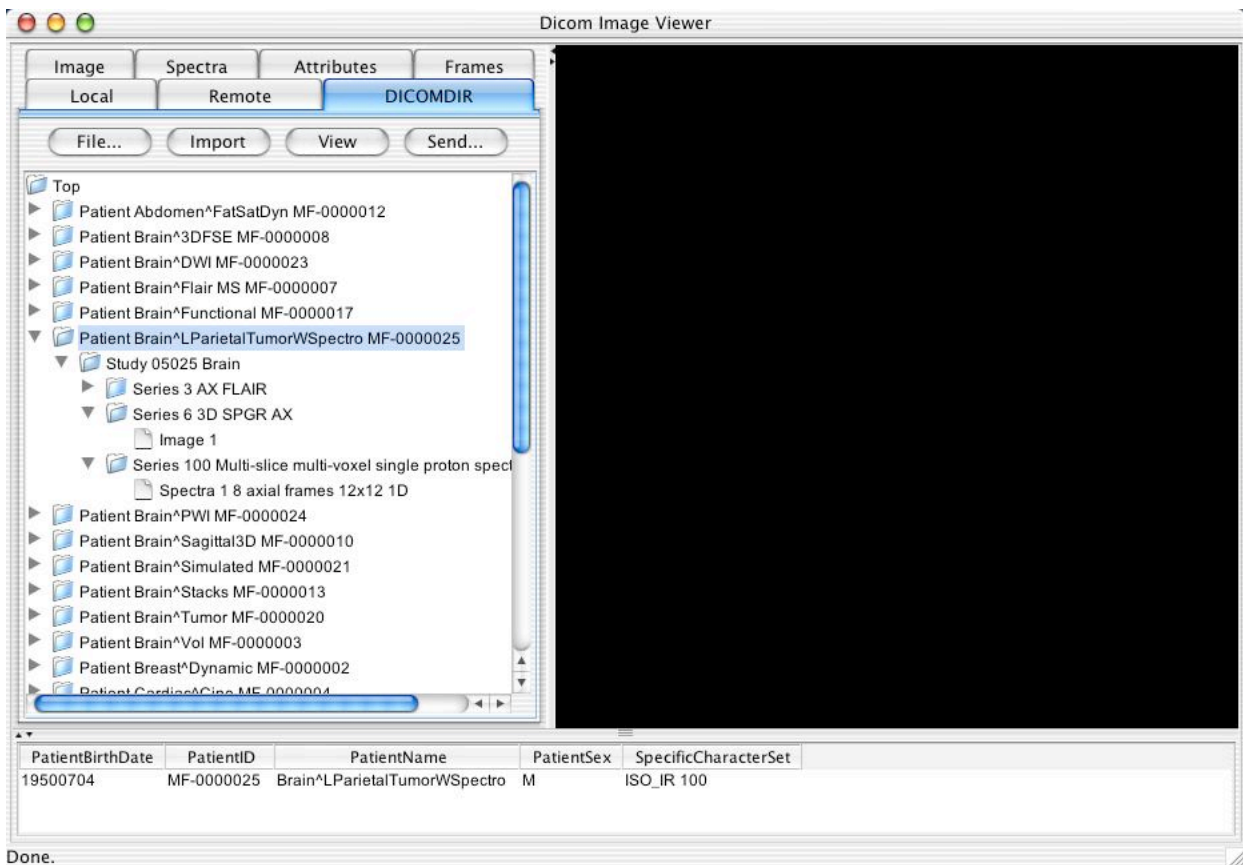 Dicom Image Viewer
Image Spectra Attributes Frames
Local Remote DICOMDIR
File... Import View Send...
Top
Patient Abdomen^FatSatDyn MF-0000012
Patient Brain^3DFSE MF-0000008
Patient Brain^DWI MF-0000023
Patient Brain^Flair MS MF-0000007
Patient Brain^Functional MF-0000017
Patient Brain^LParietalTumorWSpectro MF-0000025
Study 05025 Brain
Series 3 AX FLAIR
Series 6 3D SPGR AX
Image 1
Series 100 Multi-slice multi-voxel single proton spect
Spectra 1 8 axial frames 12x12 1D
Patient Brain^PWI MF-0000024
Patient Brain^Sagittal3D MF-0000010
Patient Brain^Simulated MF-0000021
Patient Brain^Stacks MF-0000013
Patient Brain^Tumor MF-0000020
Patient Brain^Vol MF-0000003
Patient Breast^Dynamic MF-0000002
Patient Cardiac^Cine MF-0000004
PatientBirthDate PatientID PatientName PatientSex SpecificCharacterSet
19500704 MF-0000025 Brain^LParietalTumorWSpectro M ISO_IR 100
Done.